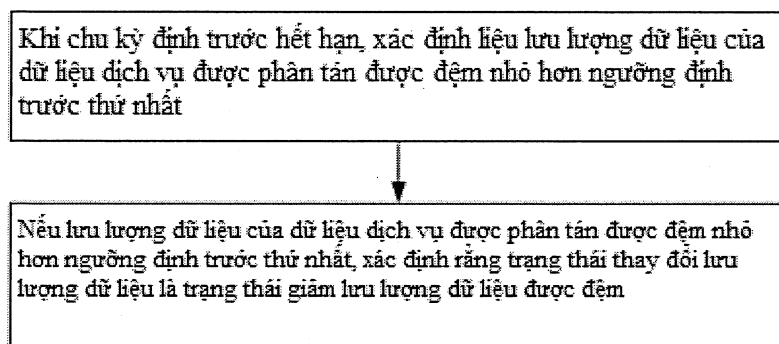 Khi chu kỳ định trước hết hạn, xác định liệu lưu lượng dữ liệu của
dữ liệu dịch vụ được phân tán được đệm nhỏ hơn ngưỡng định
trước thứ nhất
Nếu lưu lượng dữ liệu của dữ liệu dịch vụ được phân tán được đệm nhỏ
hơn ngưỡng định trước thứ nhất, xác định rằng trạng thái thay đổi lưu
lượng dữ liệu là trạng thái giảm lưu lượng dữ liệu được đệm